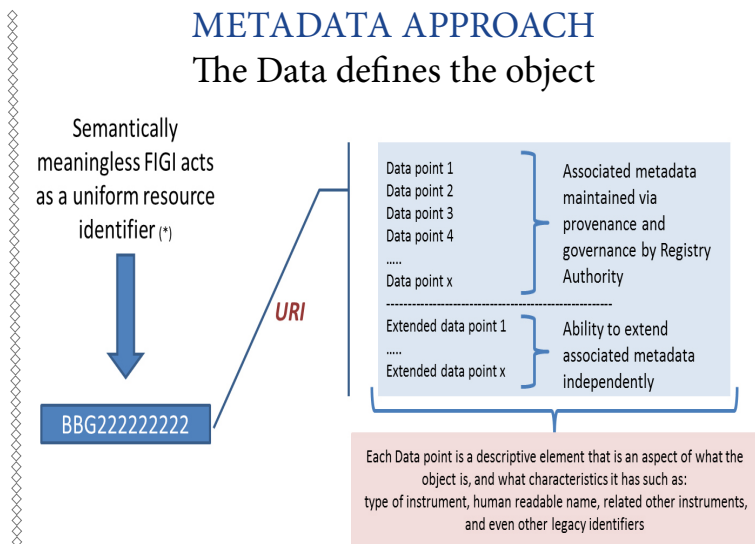 METADATA APPROACH
The Data defines the object
Semantically
meaningless FIGI acts
as a uniform resource
identifier (*)
BBG222222222
URI
Data point 1
Data point 2
Data point 3
Data point 4
.....
Data point x
Associated metadata
maintained via
provenance and
governance by Registry
Authority
------------------------------------------------------
Extended data point 1
.....
Extended data point x
Ability to extend
associated metadata
independently
Each Data point is a descriptive element that is an aspect of what the
object is, and what characteristics it has such as:
type of instrument, human readable name, related other instruments,
and even other legacy identifiers